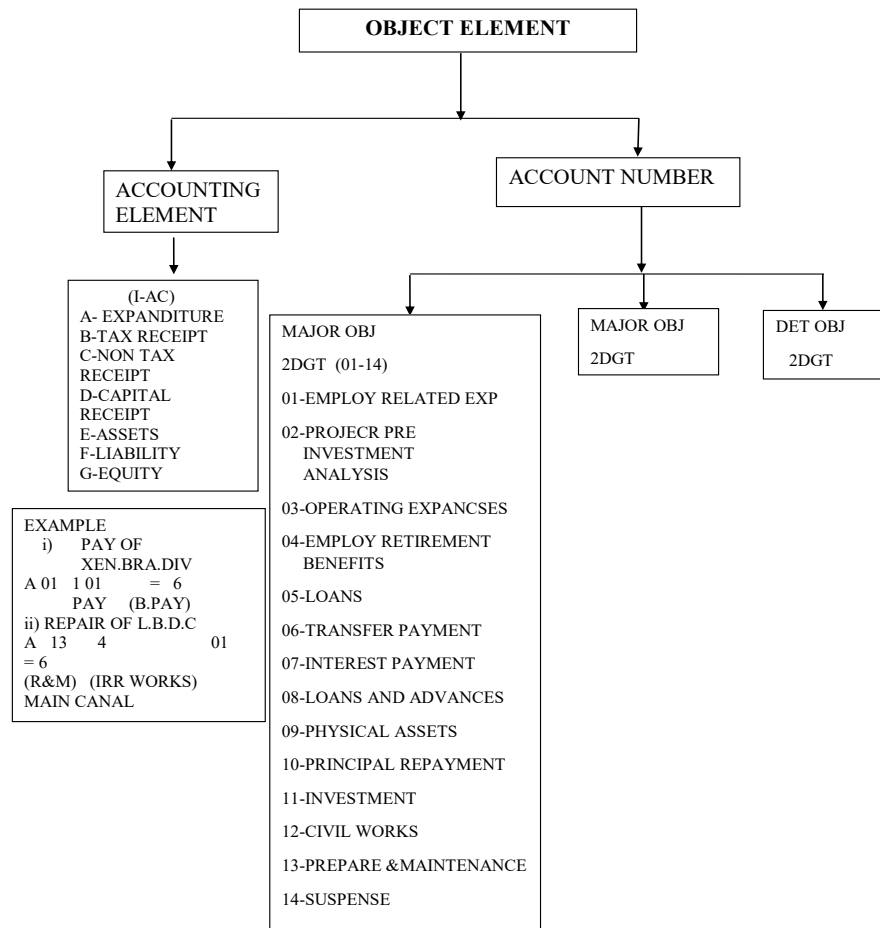 OBJECT ELEMENT
ACCOUNTING
ELEMENT
ACCOUNT NUMBER
(I-AC)
A- EXPANDITURE
B-TAX RECEIPT
C-NON TAX
RECEIPT
D-CAPITAL
RECEIPT
E-ASSETS
F-LIABILITY
G-EQUITY
EXAMPLE
i) PAY OF
XEN.BRA.DIV
A 01 1 01 = 6
PAY (B.PAY)
ii) REPAIR OF L.B.D.C
A 13 4 01
= 6
(R&M) (IRR WORKS)
MAIN CANAL
MAJOR OBJ
2DGT (01-14)
01-EMPLOY RELATED EXP
02-PROJECR PRE
INVESTMENT
ANALYSIS
03-OPERATING EXPANCSES
04-EMPLOY RETIREMENT
BENEFITS
05-LOANS
06-TRANSFER PAYMENT
07-INTEREST PAYMENT
08-LOANS AND ADVANCES
09-PHYSICAL ASSETS
10-PRINCIPAL REPAYMENT
11-INVESTMENT
12-CIVIL WORKS
13-PREPARE &MAINTENANCE
14-SUSPENSE
MAJOR OBJ
2DGT
DET OBJ
2DGT